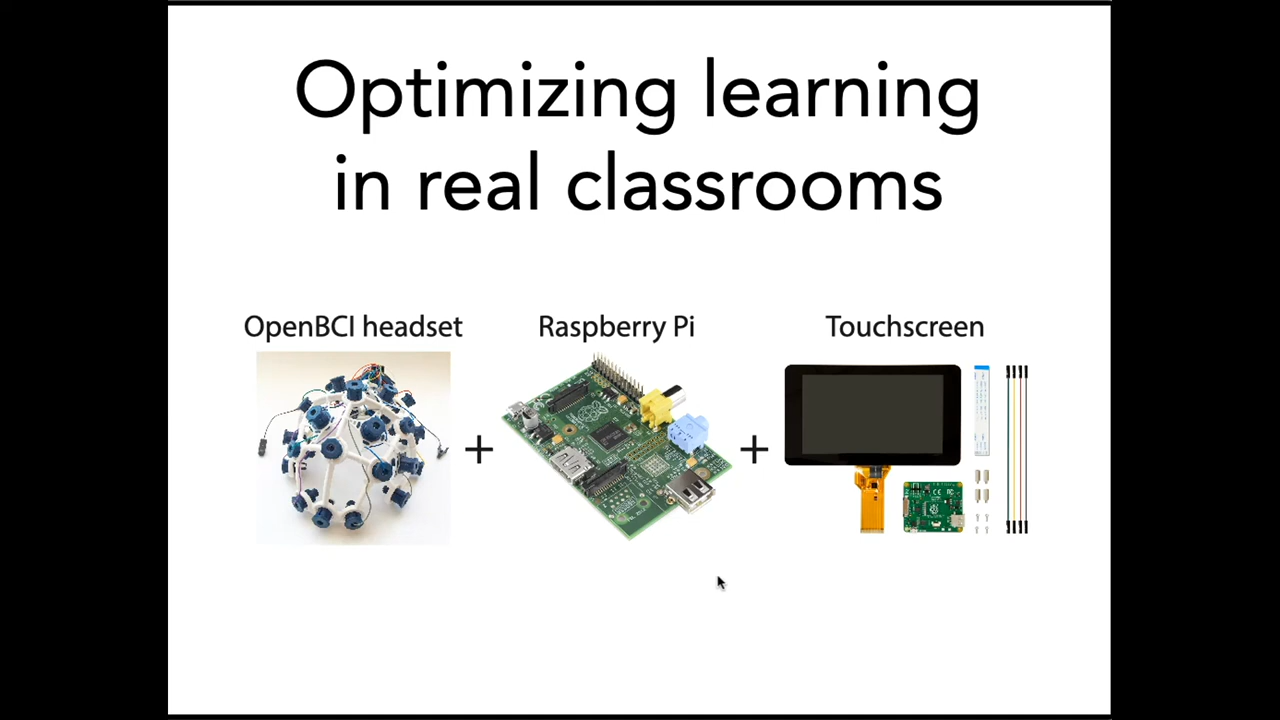 Optimizing learning
in real classrooms
OpenBCI headset
Raspberry Pi
Touchscreen
+
+